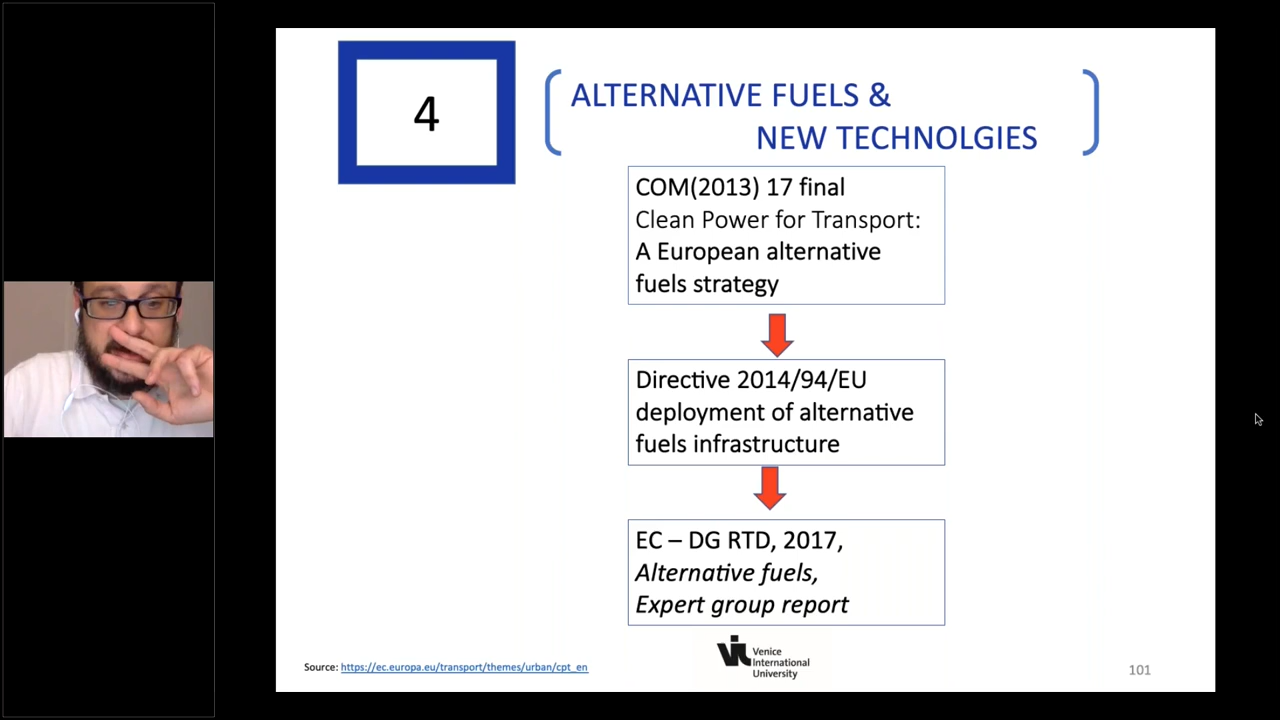 4
ALTERNATIVE FUELS &
NEW TECHNOLGIES
COM(2013) 17 final
Clean Power for Transport:
A European alternative
fuels strategy
Directive 2014/94/EU
deployment of alternative
fuels infrastructure
EC – DG RTD, 2017,
Alternative fuels,
Expert group report
Source: https://ec.europa.eu/transport/themes/urban/cpt_en
Venice
International
University
101